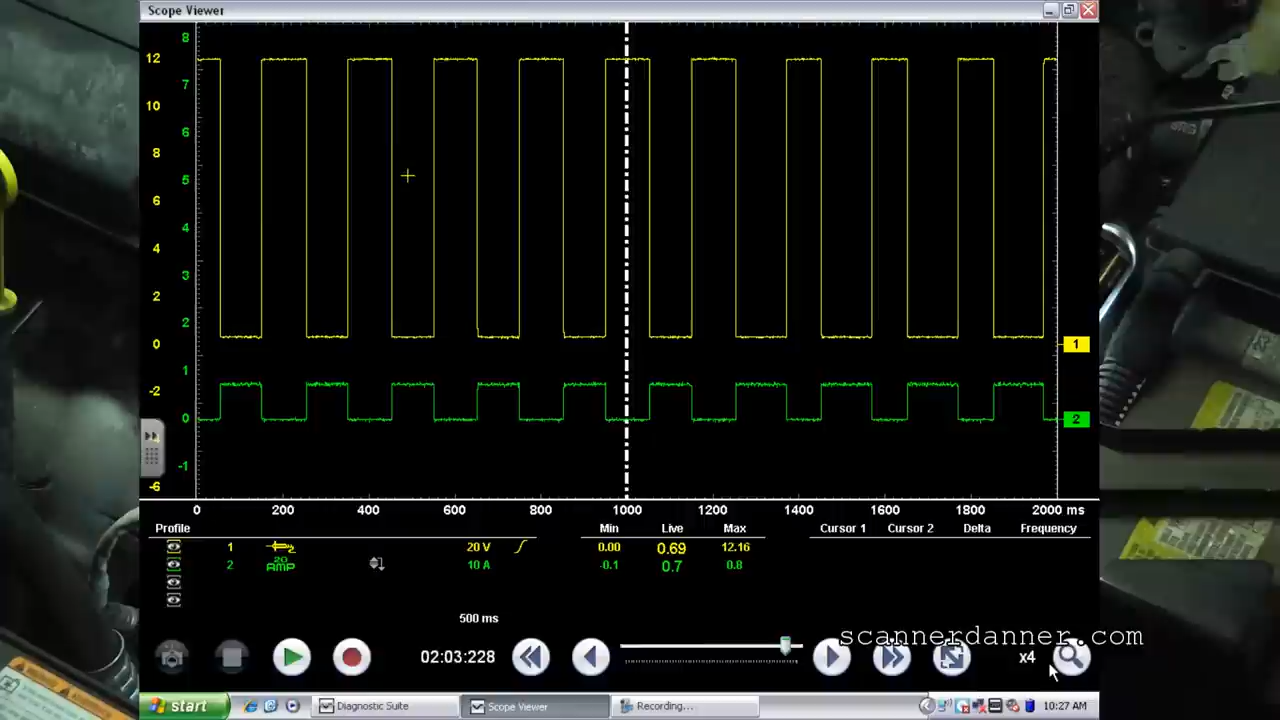 Scope Viewer
8
12
7
10
6
8
5
6
4
4
3
2
2
0
1
1
-2
0
2
-1
-6
0 200 400 600 800 1000 1200 1400 1600 1800 2000 ms
Profile Min Live Max Cursor 1 Cursor 2 Delta Frequency
1 20 V 0.00 0.69 12.16
2 20 AMP 10 A -0.1 0.7 0.8
500 ms
scannerdanner.com
02:03:228 x4
start Diagnostic Suite Scope Viewer Recording... 10:27 AM